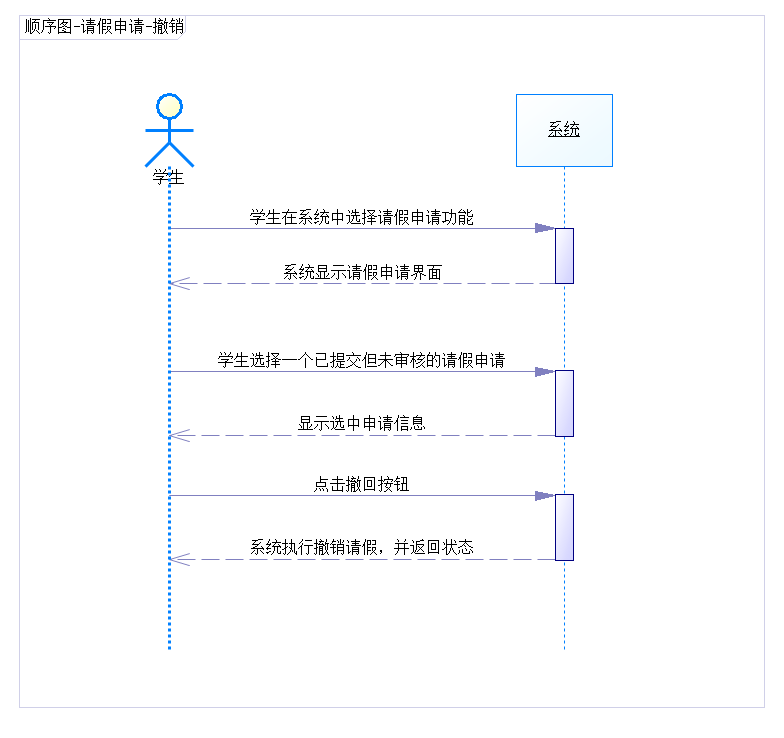 顺序图-请假申请-撤销
系统
学生
学生在系统中选择请假申请功能
系统显示请假申请界面
学生选择一个已提交但未审核的请假申请
显示选中申请信息
点击撤回按钮
系统执行撤销请假，并返回状态